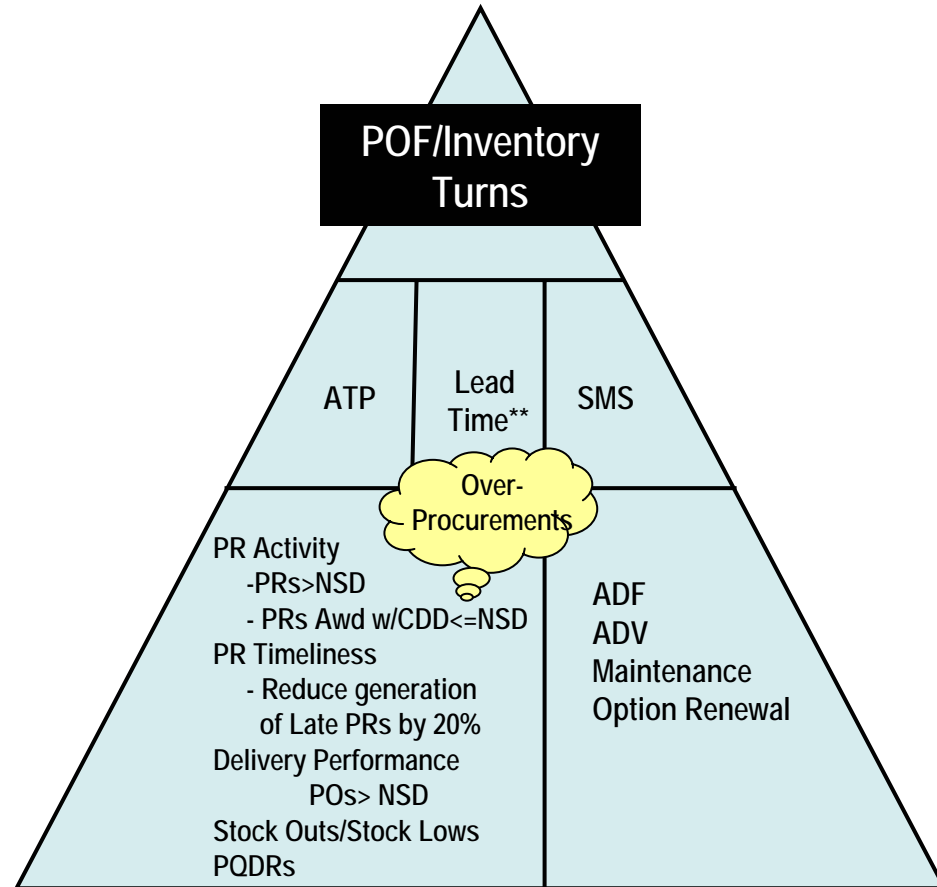 POF/Inventory
Turns
ATP
Lead
Time**
SMS
Over-
Procurements
PR Activity
-PRs>NSD
- PRs Awd w/CDD<=NSD
PR Timeliness
- Reduce generation
of Late PRs by 20%
Delivery Performance
POs> NSD
Stock Outs/Stock Lows
PQDRs
ADF
ADV
Maintenance
Option Renewal